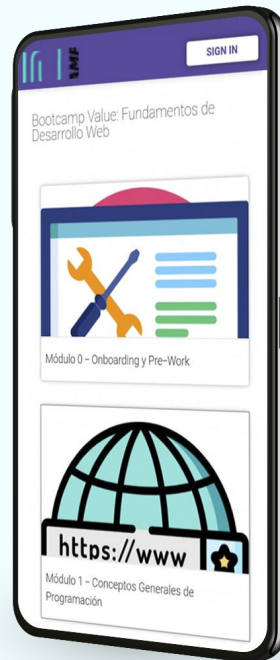 IMF
SIGN IN
Bootcamp Value: Fundamentos de
Desarrollo Web
Módulo 0 – Onboarding y Pre-Work
https://www
Módulo 1 – Conceptos Generales de
Programación